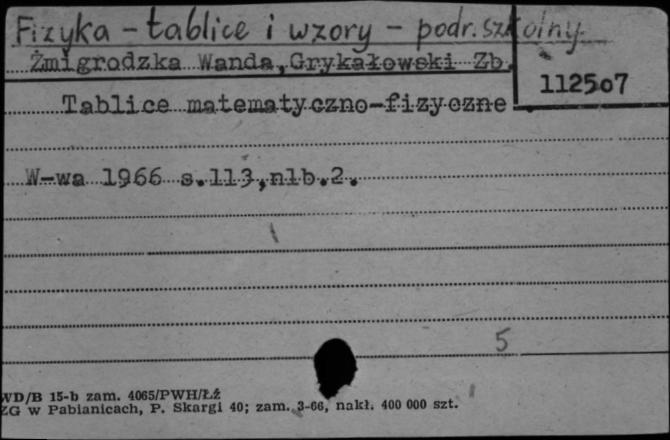 Fizyka - tablice i wzory - podr. szkolny.
Żmigrodzka Wanda, Grykałowski Zb.
112507
Tablice matematyczno-fizyczne.
W-wa 1966 s.113,nlb.2.
5
WD/B 15-b zam. 4065/PWH/Łź
ZG w Pabianicach, P. Skargi 40; zam. 3-66, nakł. 400 000 szt.